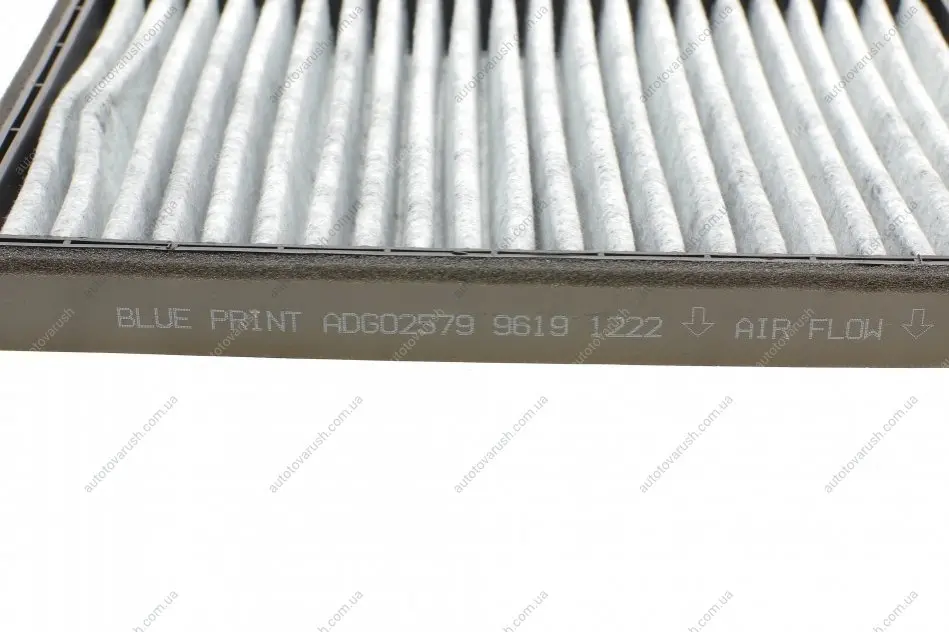 BLUE PRINT ADG02579 9619 1222 ⇩ AIR FLOW ⇩
autotovarush.com.ua